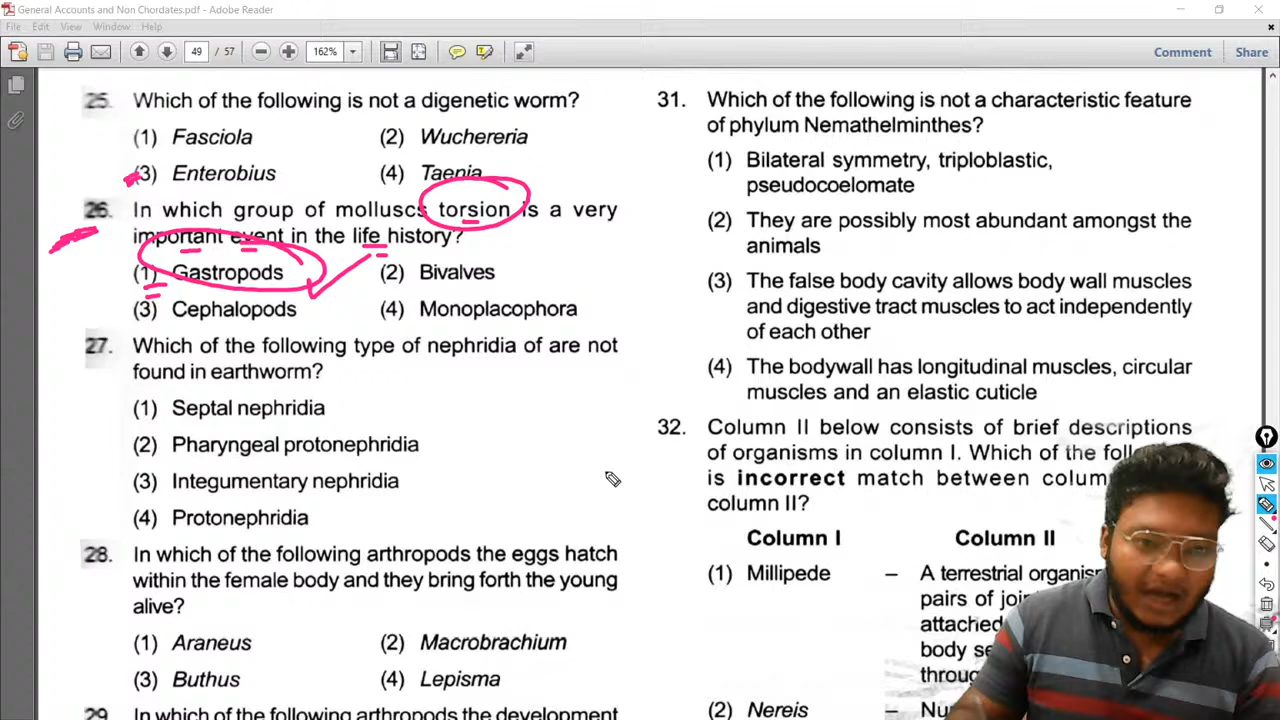 General Accounts and Non Chordates.pdf - Adobe Reader
File Edit View Window Help
49 / 57 162% Comment Share
25. Which of the following is not a digenetic worm?
(1) Fasciola (2) Wuchereria
(3) Enterobius (4) Taenia
26. In which group of molluscs torsion is a very
important event in the life history?
(1) Gastropods (2) Bivalves
(3) Cephalopods (4) Monoplacophora
27. Which of the following type of nephridia of are not
found in earthworm?
(1) Septal nephridia
(2) Pharyngeal protonephridia
(3) Integumentary nephridia
(4) Protonephridia
28. In which of the following arthropods the eggs hatch
within the female body and they bring forth the young
alive?
(1) Araneus (2) Macrobrachium
(3) Buthus (4) Lepisma
29. In which of the following arthropods the development
31. Which of the following is not a characteristic feature
of phylum Nemathelminthes?
(1) Bilateral symmetry, triploblastic,
pseudocoelomate
(2) They are possibly most abundant amongst the
animals
(3) The false body cavity allows body wall muscles
and digestive tract muscles to act independently
of each other
(4) The bodywall has longitudinal muscles, circular
muscles and an elastic cuticle
32. Column II below consists of brief descriptions
of organisms in column I. Which of the
is incorrect match between
column II?
Column I Column II
(1) Millipede – A terrestrial
pairs of
attached
body
(2) Nereis –